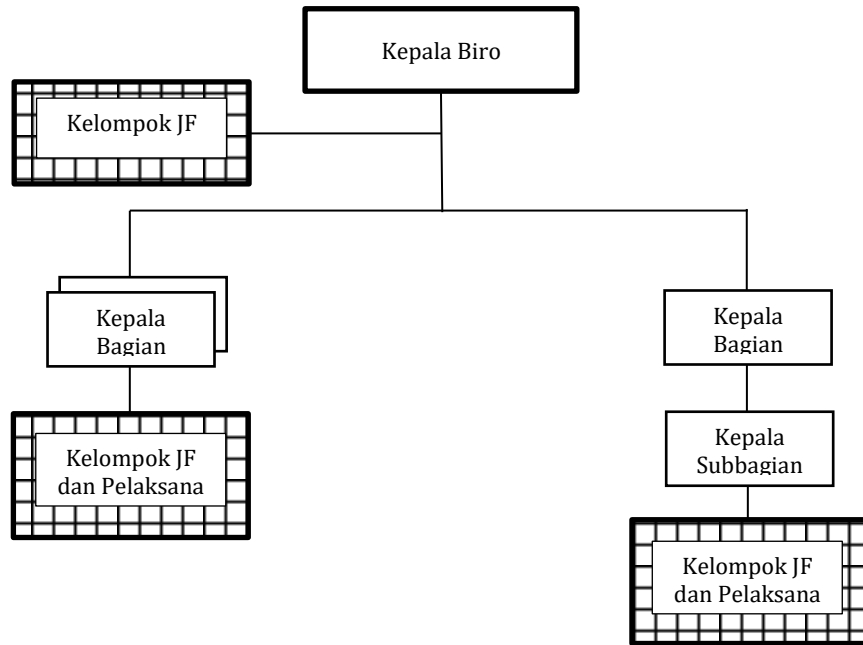 Kepala Biro
Kelompok JF
Kepala
Bagian
Kepala
Bagian
Kelompok JF
dan Pelaksana
Kepala
Subbagian
Kelompok JF
dan Pelaksana